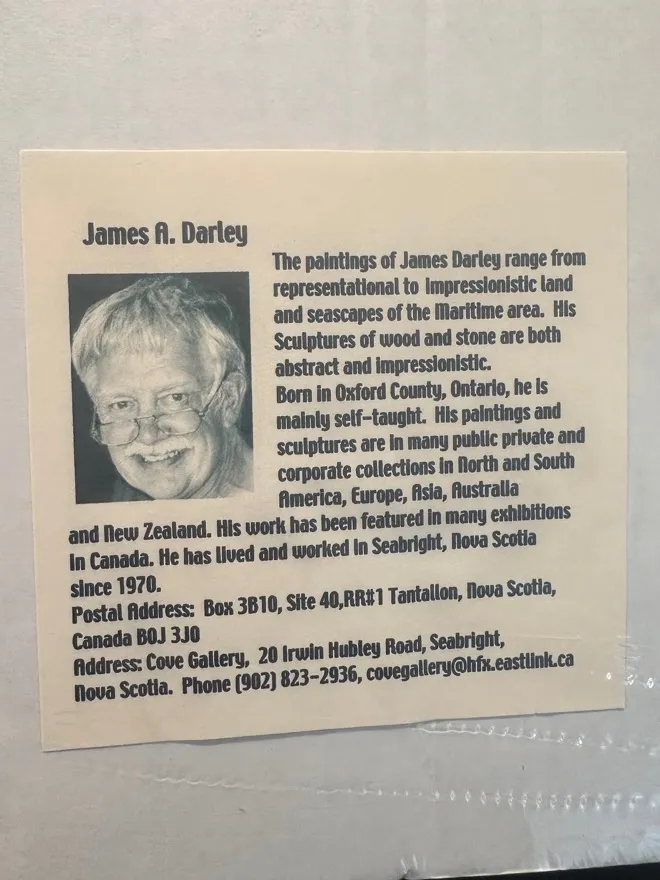 James A. Darley
The paintings of James Darley range from
representational to impressionistic land
and seascapes of the Maritime area. His
Sculptures of wood and stone are both
abstract and impressionistic.
Born in Oxford County, Ontario, he is
mainly self-taught. His paintings and
sculptures are in many public private and
corporate collections in North and South
America, Europe, Asia, Australia
and New Zealand. His work has been featured in many exhibitions
in Canada. He has lived and worked in Seabright, Nova Scotia
since 1970.
Postal Address: Box 3B10, Site 40,RR#1 Tantallon, Nova Scotia,
Canada B0J 3J0
Address: Cove Gallery, 20 Irwin Hubley Road, Seabright,
Nova Scotia. Phone (902) 823-2936, covegallery@hfx.eastlink.ca